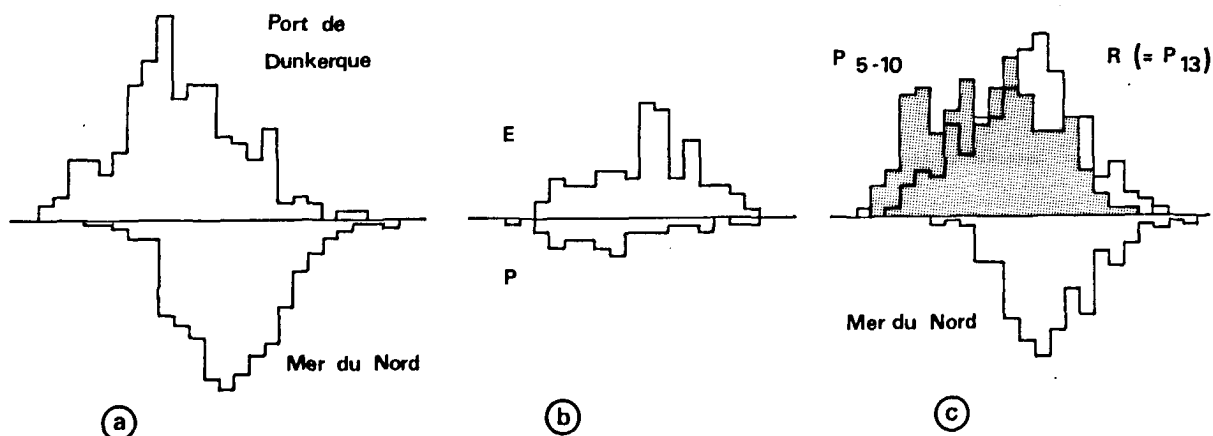 Port de
Dunkerque
Mer du Nord
a
E
P
b
P 5-10
R (= P 13)
Mer du Nord
c